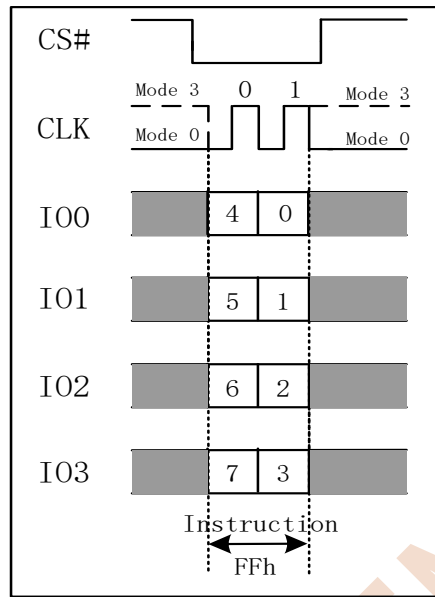 CS#
Mode 3 0 1 Mode 3
CLK
Mode 0 Mode 0
IO0 4 0
IO1 5 1
IO2 6 2
IO3 7 3
Instruction
FFh